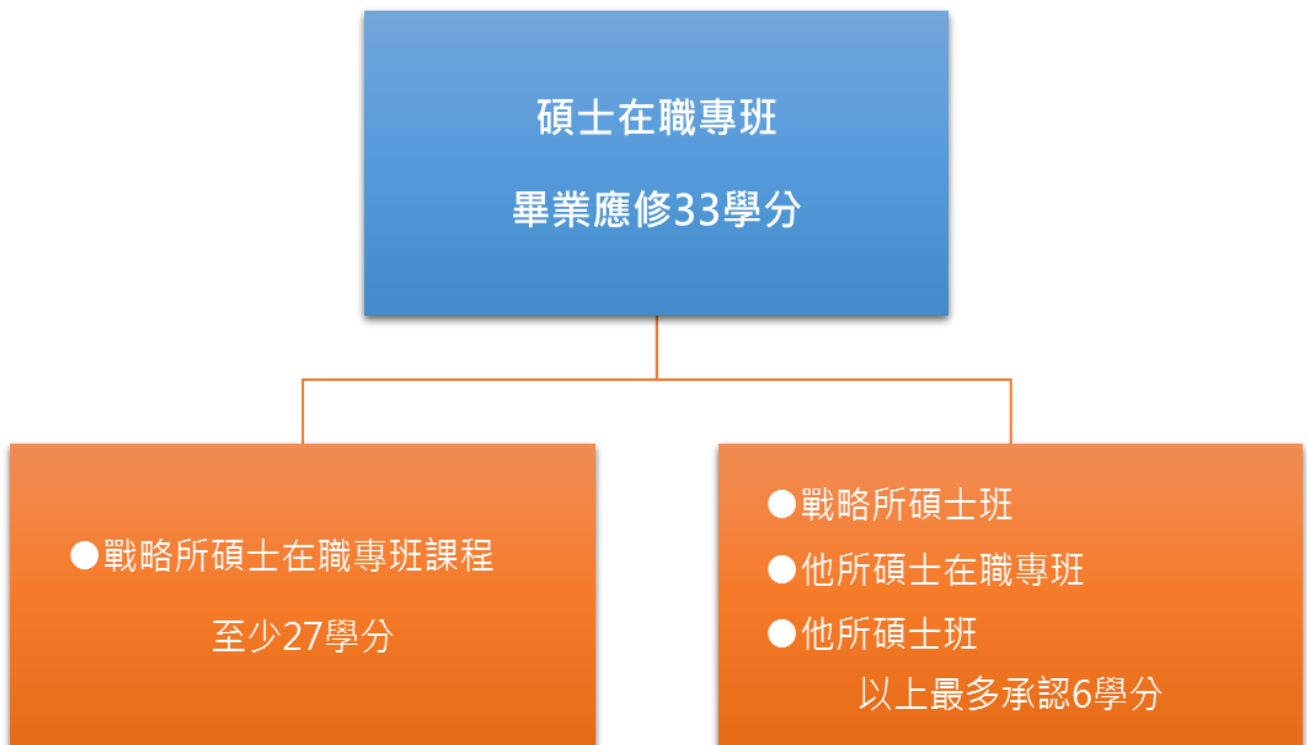 碩士在職專班
畢業應修33學分
●戰略所碩士在職專班課程
至少27學分
●戰略所碩士班
●他所碩士在職專班
●他所碩士班
以上最多承認6學分